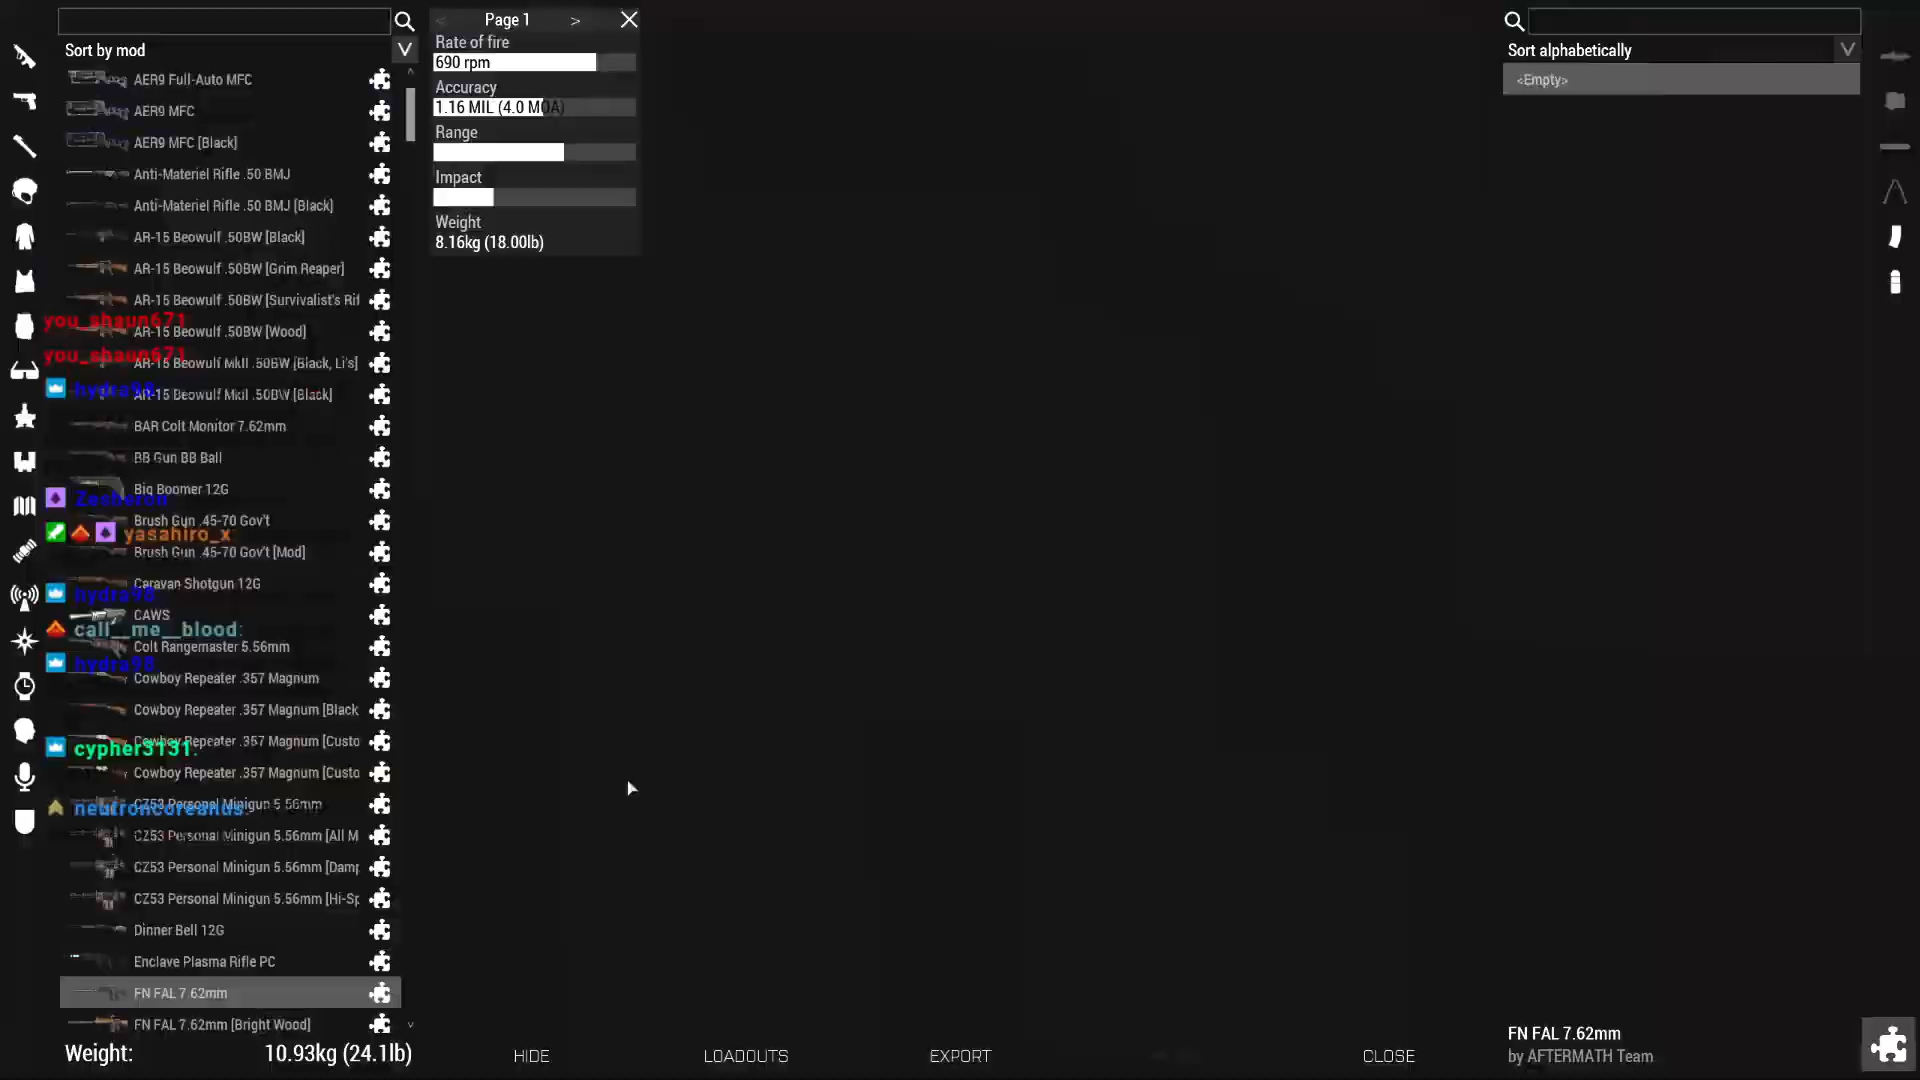 Sort by mod
AER9 Full-Auto MFC
AER9 MFC
AER9 MFC [Black]
Anti-Materiel Rifle .50 BMJ
Anti-Materiel Rifle .50 BMJ [Black]
AR-15 Beowulf .50BW [Black]
AR-15 Beowulf .50BW [Grim Reaper]
AR-15 Beowulf .50BW [Survivalist's Rif
you_shaun671
AR-15 Beowulf .50BW [Wood]
you_shaun671
AR-15 Beowulf MkII .50BW [Black, Li's]
hydra98
AR-15 Beowulf MkII .50BW [Black]
BAR Colt Monitor 7.62mm
BB Gun BB Ball
Big Boomer 12G
Zesheron
Brush Gun .45-70 Gov't
yasahiro_x
Brush Gun .45-70 Gov't [Mod]
Caravan Shotgun 12G
hydra98
CAWS
call__me__blood:
Colt Rangemaster 5.56mm
hydra98
Cowboy Repeater .357 Magnum
Cowboy Repeater .357 Magnum [Black
Cowboy Repeater .357 Magnum [Custo
cypher3131:
Cowboy Repeater .357 Magnum [Custo
CZ53 Personal Minigun 5.56mm
neutroncoreanus:
CZ53 Personal Minigun 5.56mm [All M
CZ53 Personal Minigun 5.56mm [Damp
CZ53 Personal Minigun 5.56mm [Hi-Sp
Dinner Bell 12G
Enclave Plasma Rifle PC
FN FAL 7.62mm
FN FAL 7.62mm [Bright Wood]
Weight: 10.93kg (24.1lb)
< Page 1 >
Rate of fire
690 rpm
Accuracy
1.16 MIL (4.0 MOA)
Range
Impact
Weight
8.16kg (18.00lb)
Sort alphabetically
<Empty>
HIDE
LOADOUTS
EXPORT
CLOSE
FN FAL 7.62mm
by AFTERMATH Team